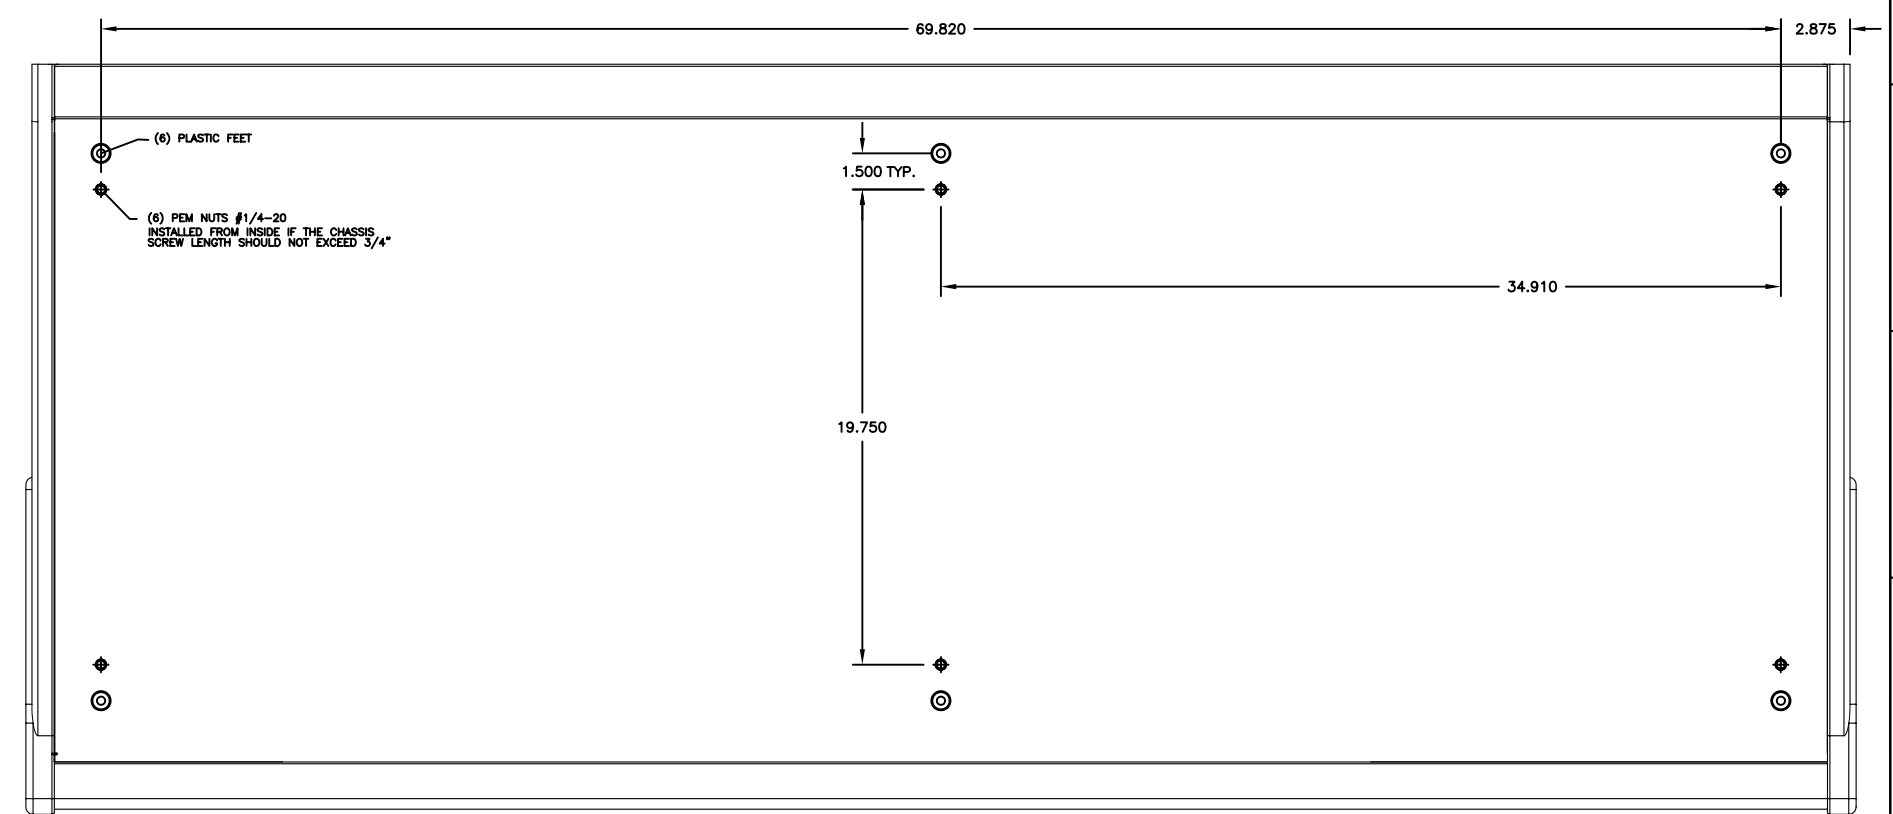 69.820
2.875
(6) PLASTIC FEET
1.500 TYP.
(6) PEM NUTS #1/4-20
INSTALLED FROM INSIDE IF THE CHASSIS
SCREW LENGTH SHOULD NOT EXCEED 3/4"
34.910
19.750